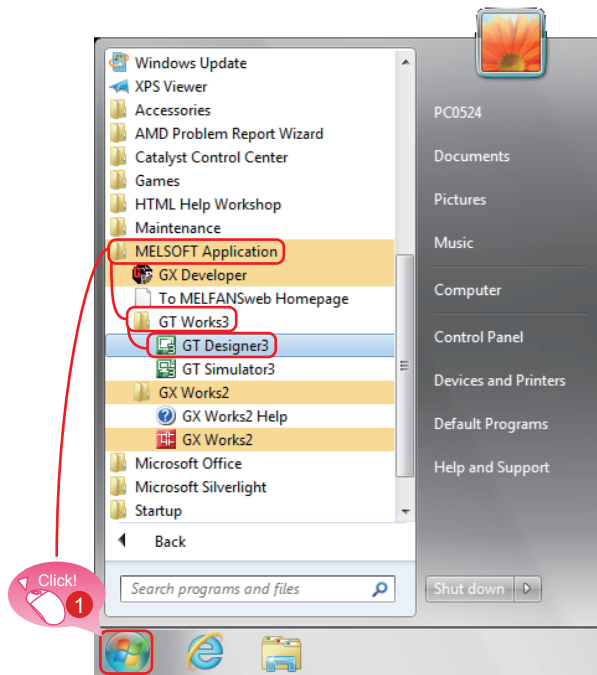 Windows Update
XPS Viewer
Accessories
AMD Problem Report Wizard
Catalyst Control Center
Games
HTML Help Workshop
Maintenance
MELSOFT Application
GX Developer
To MELFANSweb Homepage
GT Works3
GT Designer3
GT Simulator3
GX Works2
GX Works2 Help
GX Works2
Microsoft Office
Microsoft Silverlight
Startup
Back
Search programs and files
PC0524
Documents
Pictures
Music
Computer
Control Panel
Devices and Printers
Default Programs
Help and Support
Shut down
Click!
1